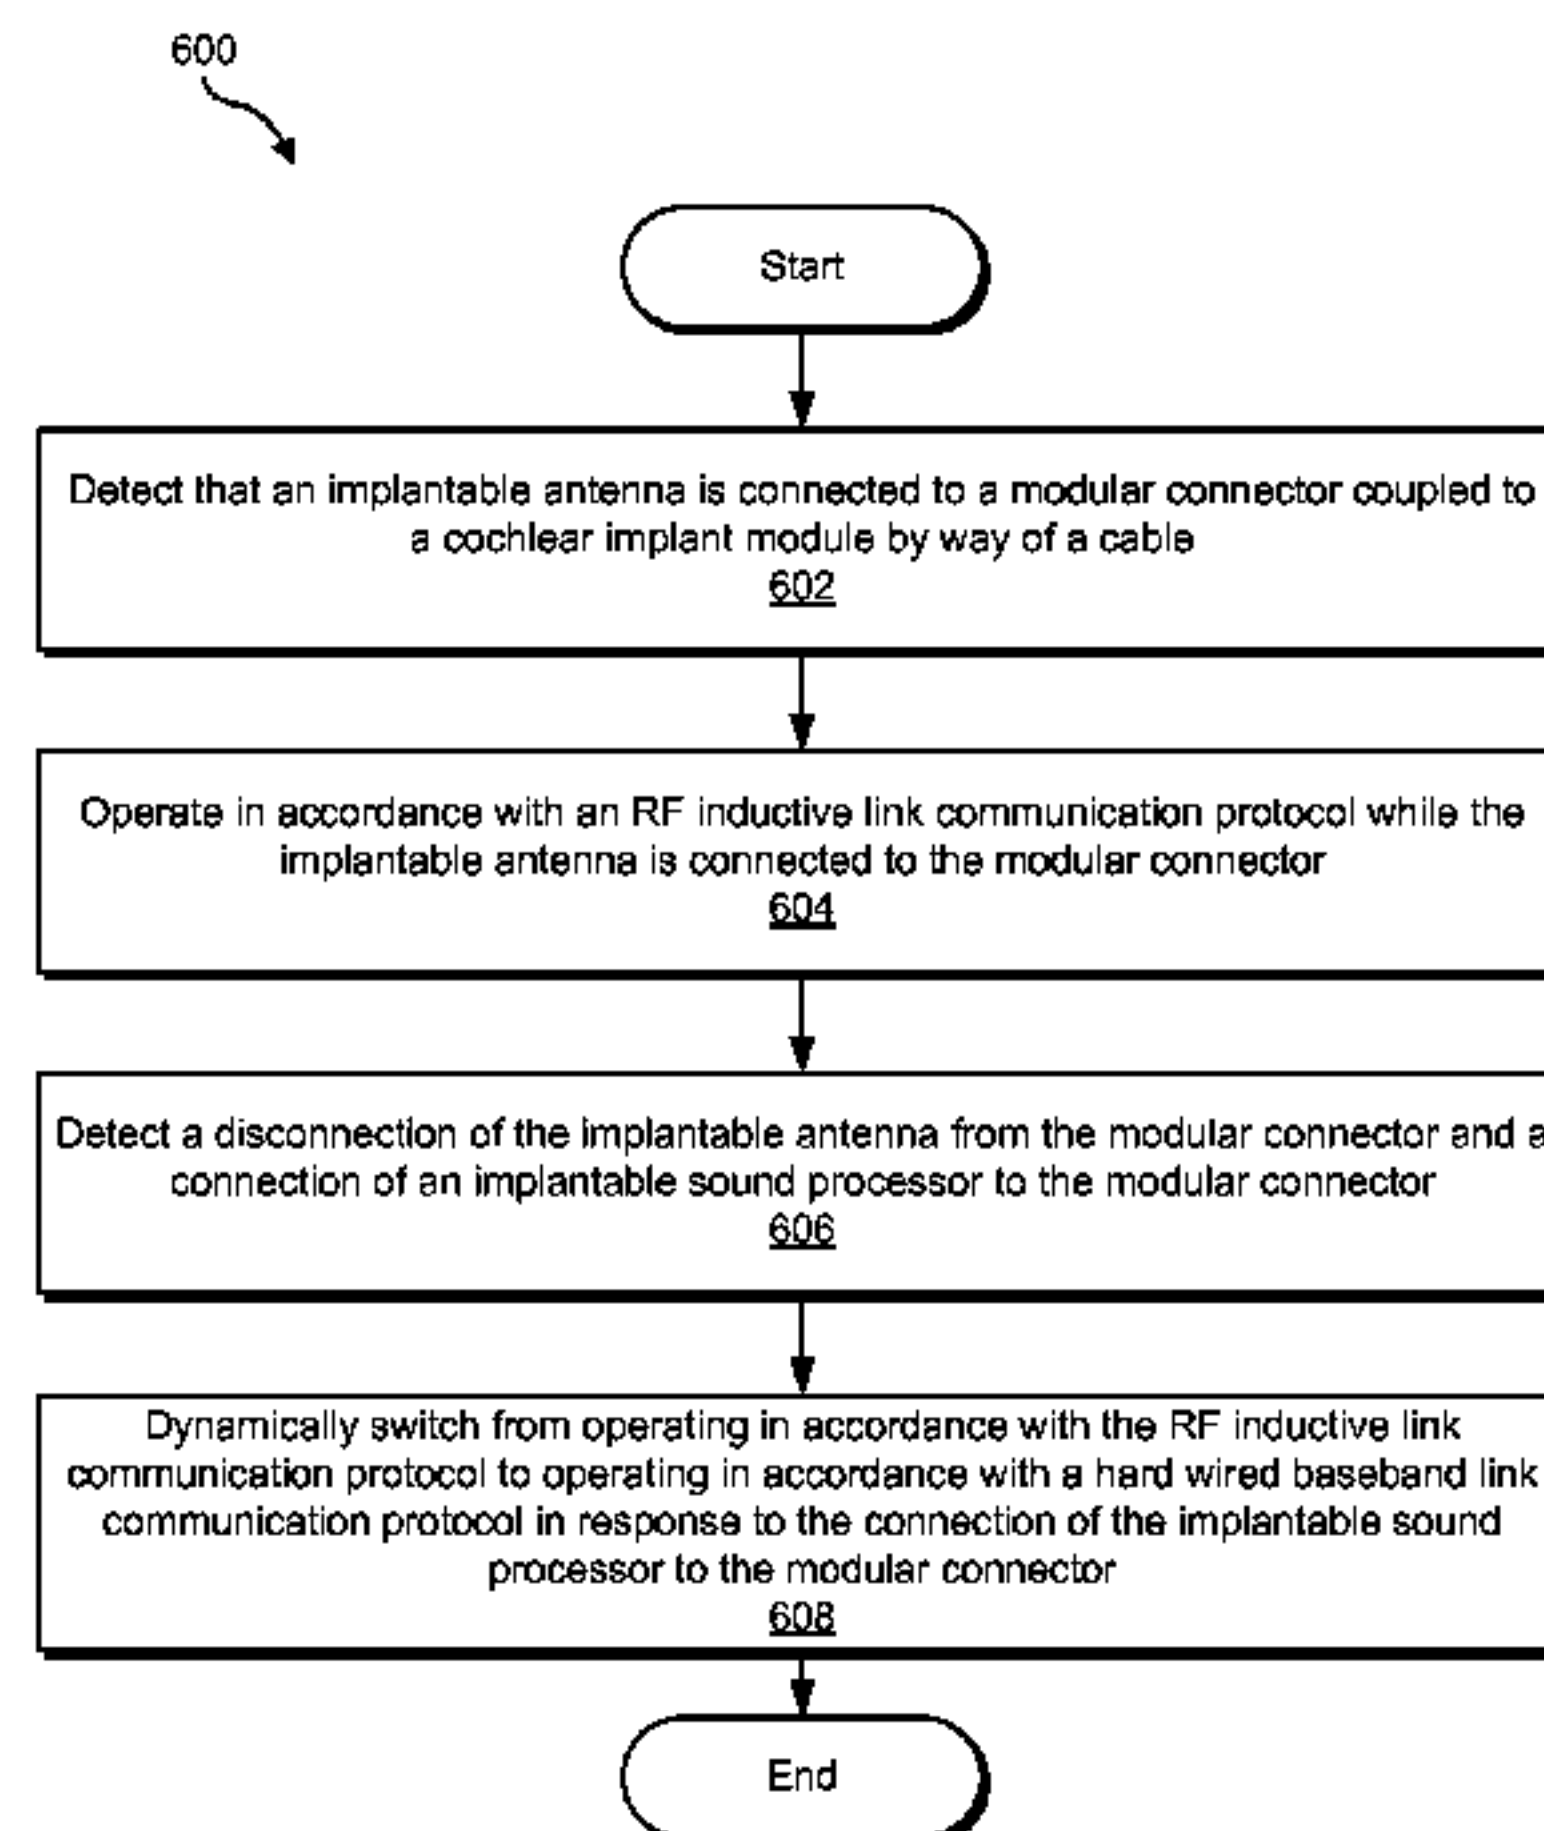 600
Start
Detect that an implantable antenna is connected to a modular connector coupled to
a cochlear implant module by way of a cable
602
Operate in accordance with an RF inductive link communication protocol while the
implantable antenna is connected to the modular connector
604
Detect a disconnection of the implantable antenna from the modular connector and a
connection of an implantable sound processor to the modular connector
606
Dynamically switch from operating in accordance with the RF inductive link
communication protocol to operating in accordance with a hard wired baseband link
communication protocol in response to the connection of the implantable sound
processor to the modular connector
608
End